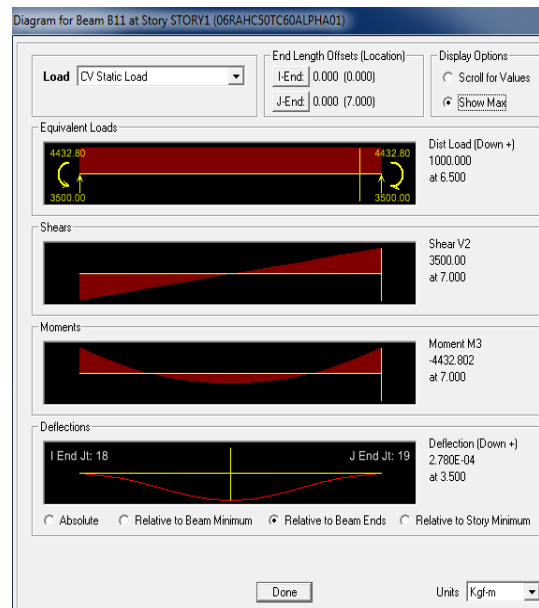 Diagram for Beam B11 at Story STORY1 (06RAHC50TC60ALPHA01)
Load CV Static Load
End Length Offsets (Location)
I-End: 0.000 (0.000)
J-End: 0.000 (7.000)
Display Options
Scroll for Values
Show Max
Equivalent Loads
4432.80 4432.80
3500.00 3500.00
Dist Load (Down +)
1000.000
at 6.500
Shears
Shear V2
3500.00
at 7.000
Moments
Moment M3
-4432.802
at 7.000
Deflections
I End Jt: 18 J End Jt: 19
Deflection (Down +)
2.780E-04
at 3.500
Absolute Relative to Beam Minimum Relative to Beam Ends Relative to Story Minimum
Done Units Kgf-m